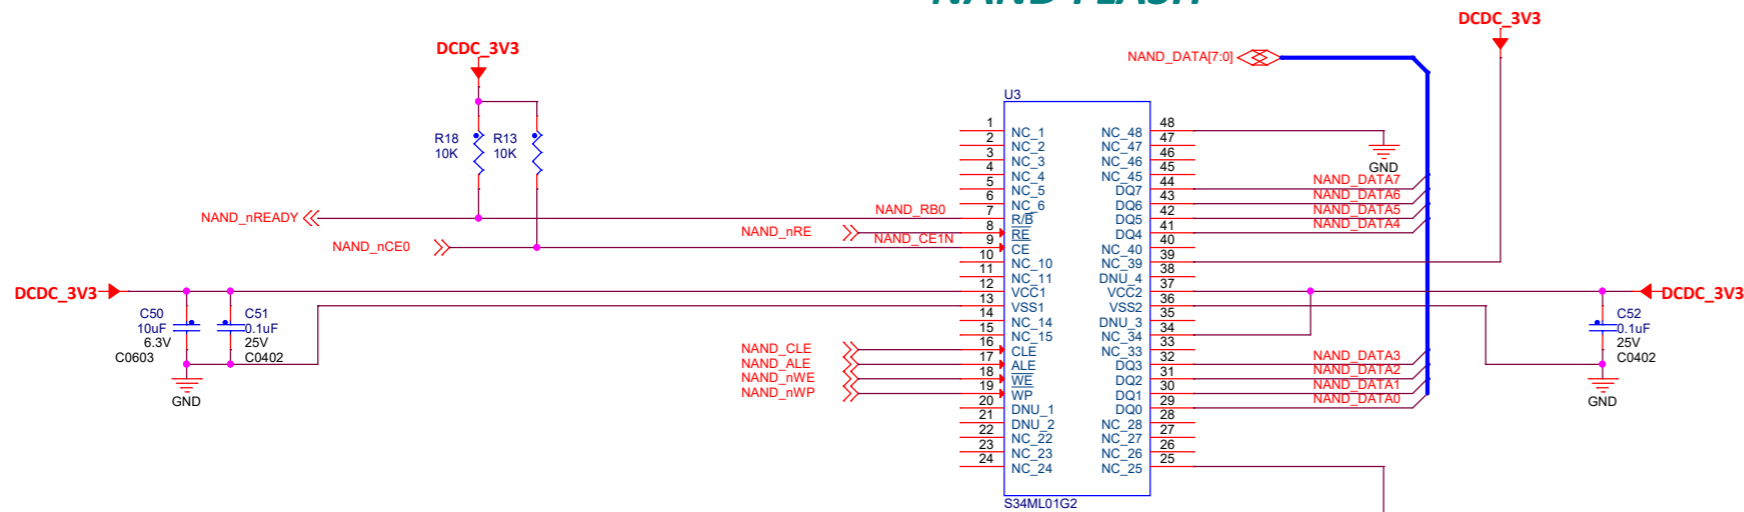 NAND FLASH
DCDC_3V3
DCDC_3V3
NAND_DATA[7:0]
R18
10K
R13
10K
U3
NAND_nREADY
NAND_RB0
NAND_nRE
NAND_nCE0
NAND_CE1N
DCDC_3V3
C50
10uF
6.3V
C0603
C51
0.1uF
25V
C0402
GND
NAND_CLE
NAND_ALE
NAND_nWE
NAND_nWP
1 NC_1
2 NC_2
3 NC_3
4 NC_4
5 NC_5
6 NC_6
7 R/B
8 RE
9 CE
10 NC_10
11 NC_11
12 VCC1
13 VSS1
14 NC_14
15 NC_15
16 CLE
17 ALE
18 WE
19 WP
20 DNU_1
21 DNU_2
22 NC_22
23 NC_23
24 NC_24
NC_48 48
NC_47 47
NC_46 46
NC_45 45
DQ7 44
DQ6 43
DQ5 42
DQ4 41
NC_40 40
NC_39 39
DNU_4 38
VCC2 37
VSS2 36
DNU_3 35
NC_34 34
NC_33 33
DQ3 32
DQ2 31
DQ1 30
DQ0 29
NC_28 28
NC_27 27
NC_26 26
NC_25 25
S34ML01G2
GND
NAND_DATA7
NAND_DATA6
NAND_DATA5
NAND_DATA4
NAND_DATA3
NAND_DATA2
NAND_DATA1
NAND_DATA0
DCDC_3V3
C52
0.1uF
25V
C0402
GND